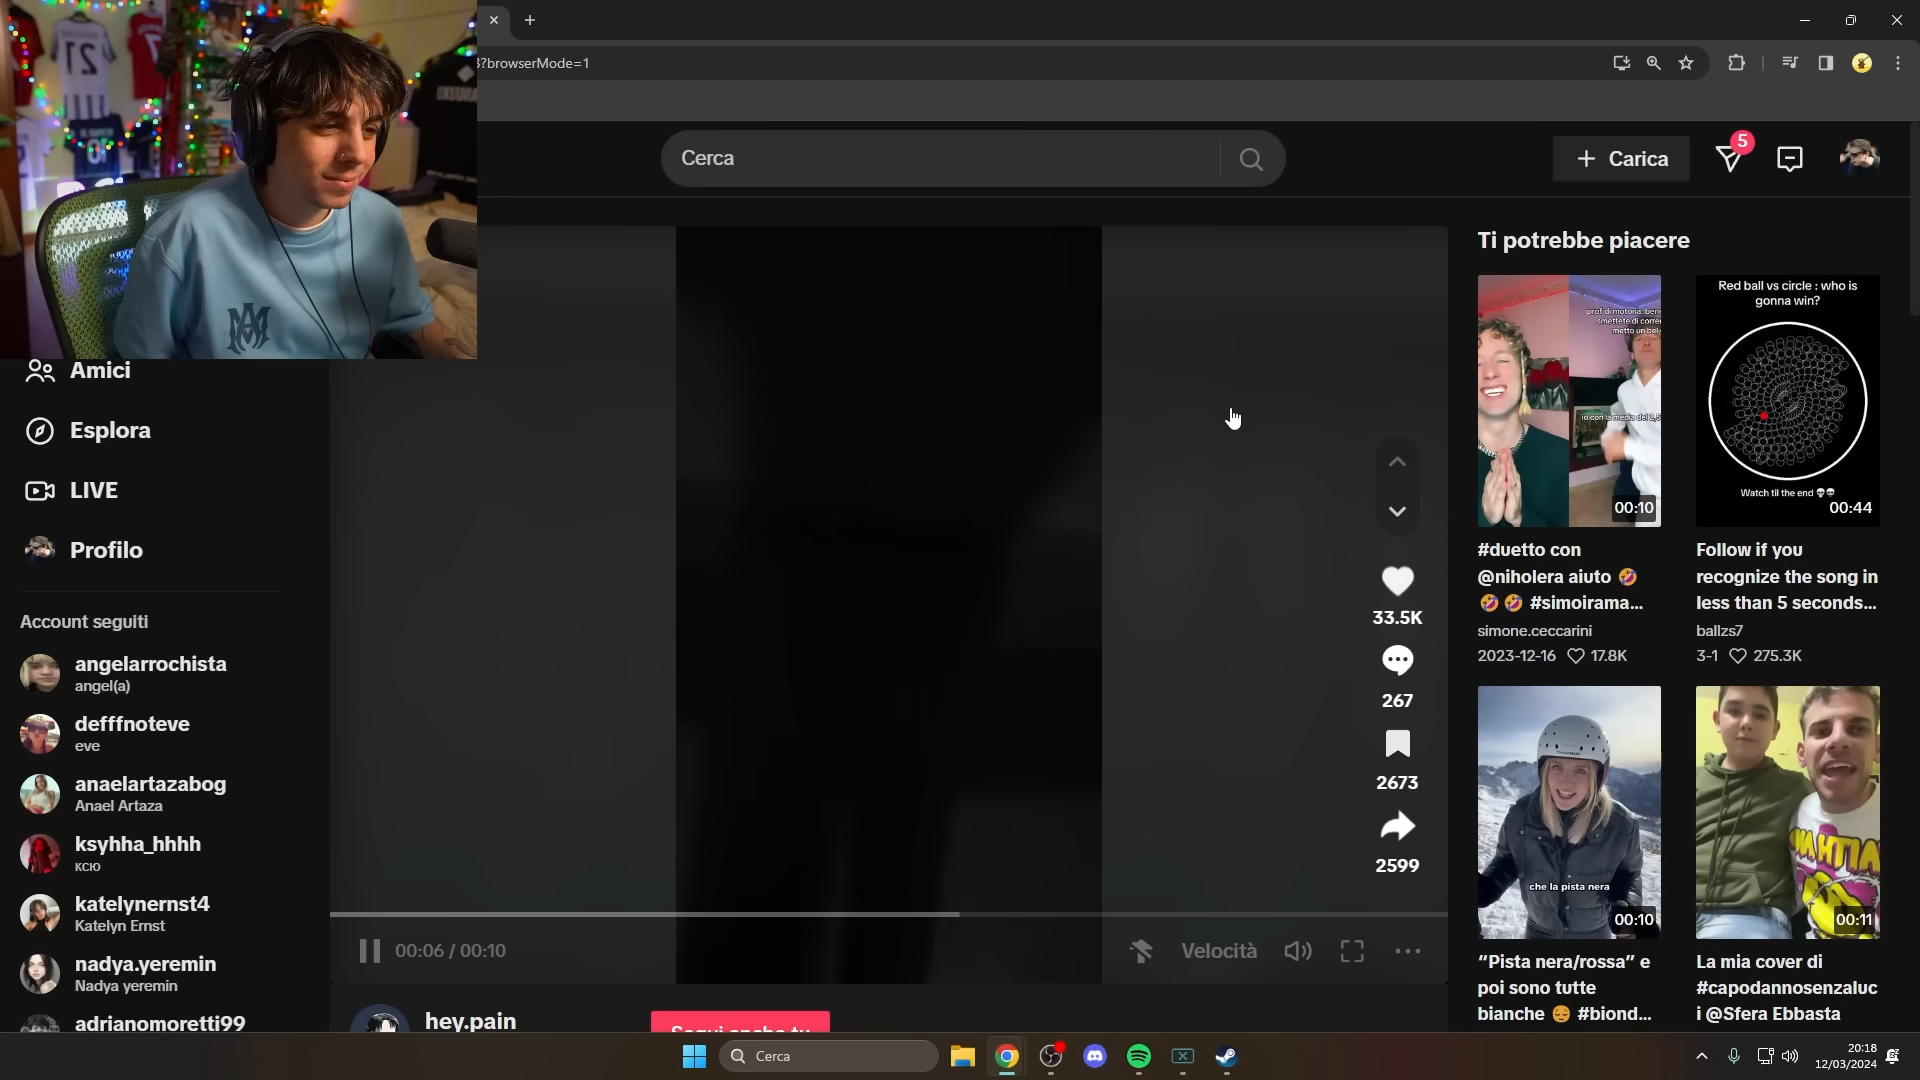 ?browserMode=1
21
Cerca
Carica
5
Amici
Esplora
LIVE
Profilo
Account seguiti
angelarrochista
angel(a)
defffnoteve
eve
anaelartazabog
Anael Artaza
ksyhha_hhhh
ксю
katelynernst4
Katelyn Ernst
nadya.yeremin
Nadya yeremin
adrianomoretti99
33.5K
267
2673
2599
00:06 / 00:10
Velocità
hey.pain
Segui anche tu
Ti potrebbe piacere
prof di motoria: bene
smettete di correre
metto un bel
io con la media del 2,5
00:10
#duetto con
@niholera aiuto 🤣
🤣🤣 #simoirama...
simone.ceccarini
2023-12-16 17.8K
Red ball vs circle : who is
gonna win?
Watch til the end 💀💀
00:44
Follow if you
recognize the song in
less than 5 seconds...
ballzs7
3-1 275.3K
che la pista nera
00:10
“Pista nera/rossa” e
poi sono tutte
bianche 😔 #biond...
00:11
La mia cover di
#capodannosenzaluc
i @Sfera Ebbasta
Cerca
20:18
12/03/2024